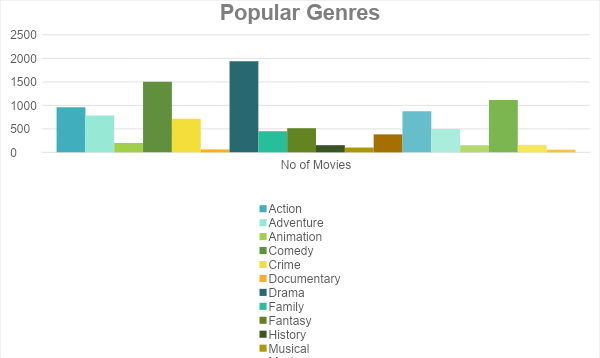 Popular Genres
2500
2000
1500
1000
500
0
No of Movies
Action
Adventure
Animation
Comedy
Crime
Documentary
Drama
Family
Fantasy
History
Musical